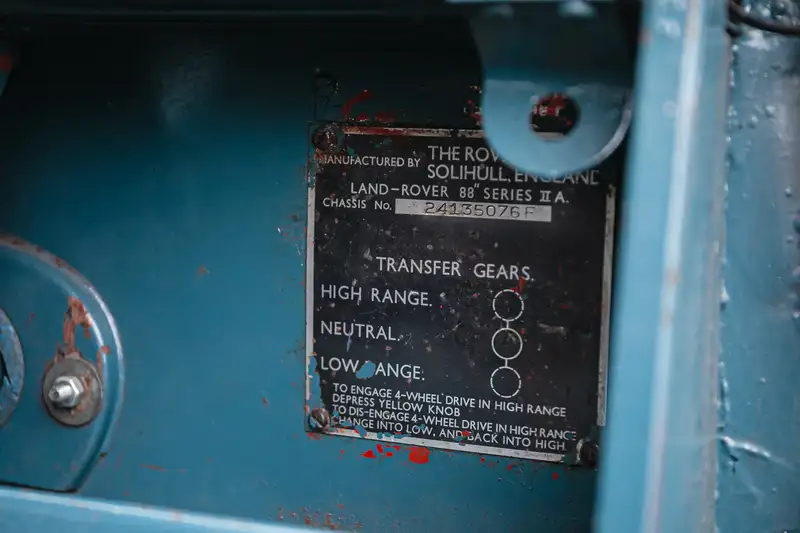 MANUFACTURED BY THE ROV
SOLIHULL, ENGLAND
LAND-ROVER 88" SERIES II A.
CHASSIS No. 24135076F
TRANSFER GEARS.
HIGH RANGE.
NEUTRAL.
LOW RANGE.
TO ENGAGE 4-WHEEL DRIVE IN HIGH RANGE
DEPRESS YELLOW KNOB
TO DIS-ENGAGE 4-WHEEL DRIVE IN HIGH RANGE
CHANGE INTO LOW, AND BACK INTO HIGH